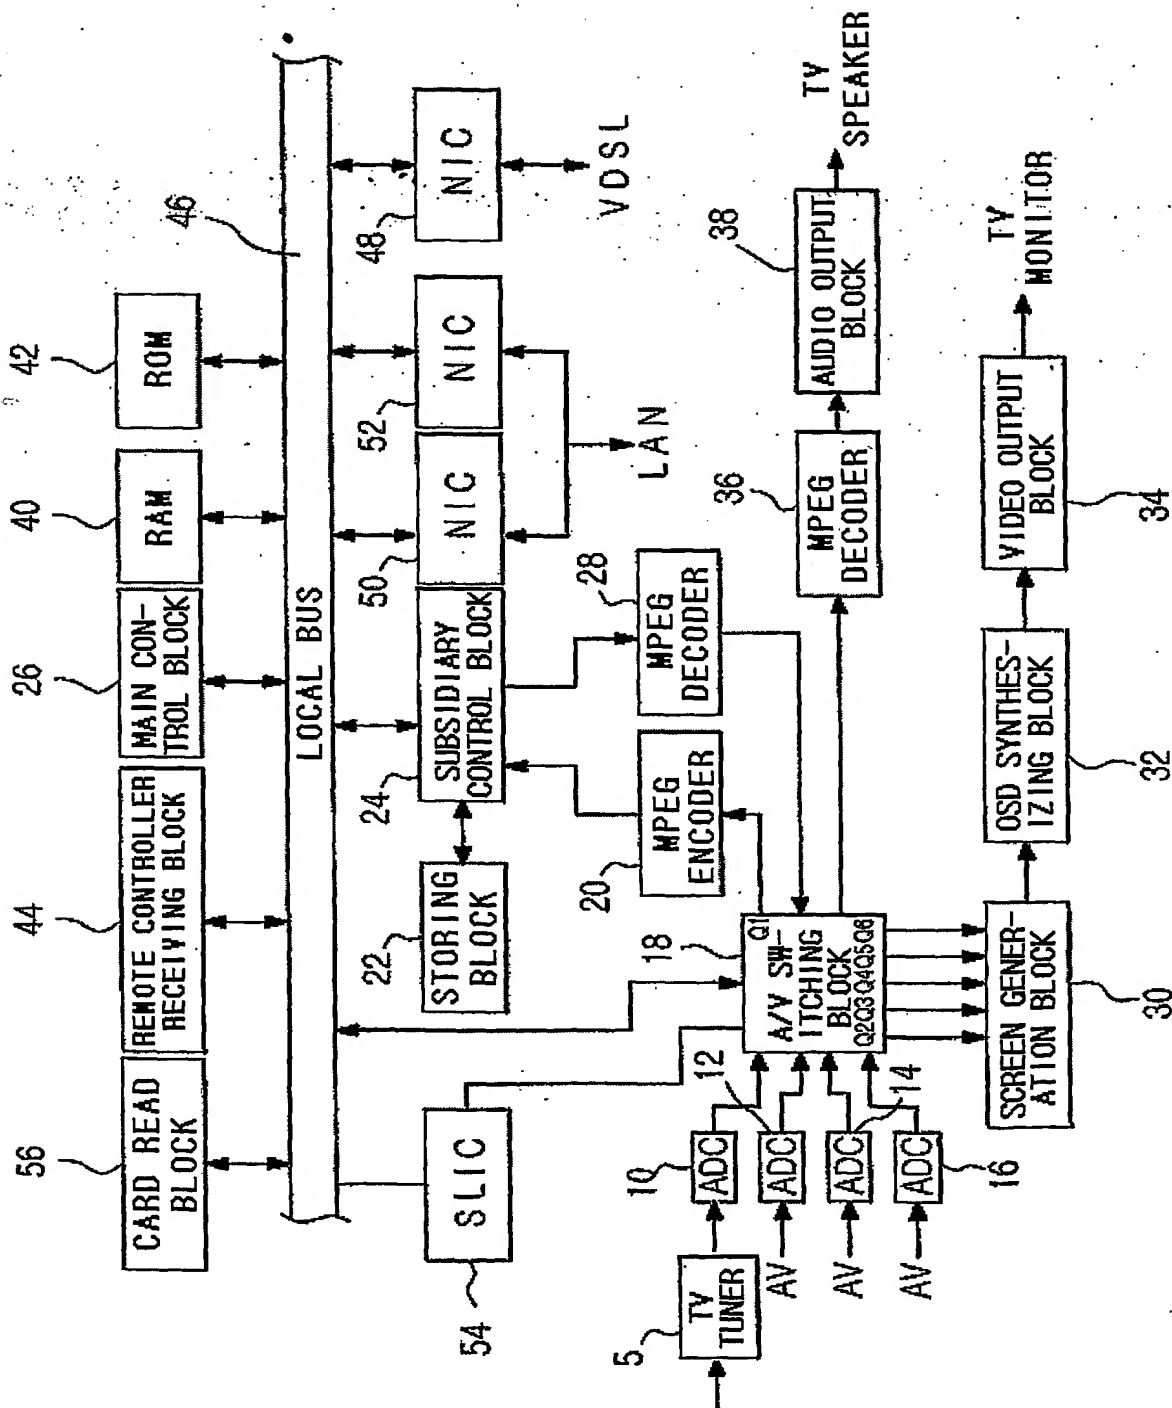 56
CARD READ
BLOCK
44
REMOTE CONTROLLER
RECEIVING BLOCK
26
MAIN CON-
TROL BLOCK
40
RAM
42
ROM
46
LOCAL BUS
54
SLIC
22
STORING
BLOCK
24
SUBSIDIARY
CONTROL BLOCK
50
NIC
52
NIC
48
NIC
LAN
VDSL
20
MPEG
ENCODER
28
MPEG
DECODER
5
TV
TUNER
10
ADC
AV
12
ADC
AV
14
ADC
AV
16
ADC
18
Q1
A/V SW-
ITCHING
BLOCK
Q2Q3Q4Q5Q6
36
MPEG
DECODER
38
AUDIO OUTPUT
BLOCK
TV
SPEAKER
30
SCREEN GENER-
ATION BLOCK
32
OSD SYNTHES-
IZING BLOCK
34
VIDEO OUTPUT
BLOCK
TV
MONITOR